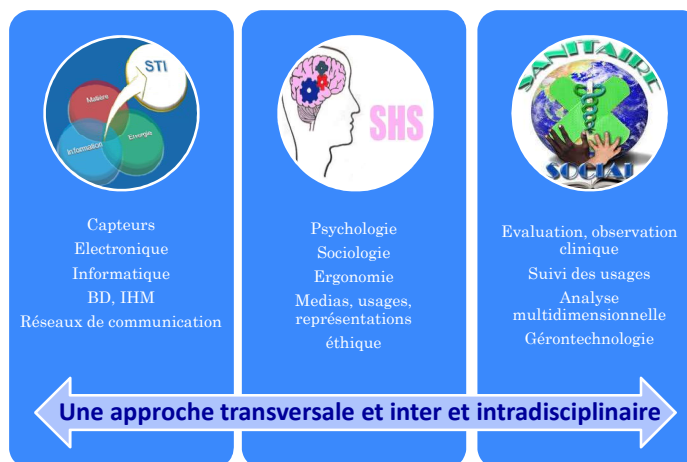 STI
Matière
Energie
Information
Capteurs
Electronique
Informatique
BD, IHM
Réseaux de communication
SHS
Psychologie
Sociologie
Ergonomie
Medias, usages,
représentations
éthique
SANITAIRE
SOCIAL
Evaluation, observation
clinique
Suivi des usages
Analyse
multidimensionnelle
Gérontechnologie
Une approche transversale et inter et intradisciplinaire